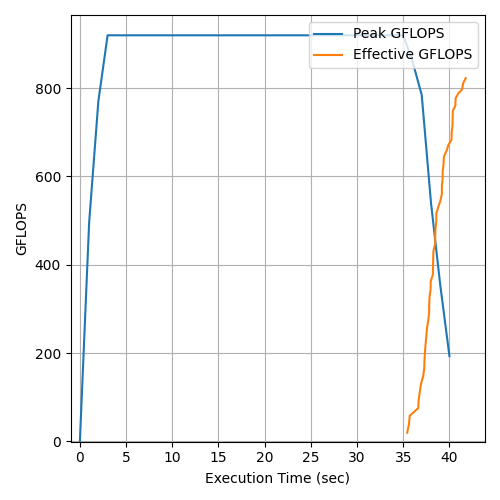 Peak GFLOPS
Effective GFLOPS
800
600
400
200
0
GFLOPS
0 5 10 15 20 25 30 35 40
Execution Time (sec)